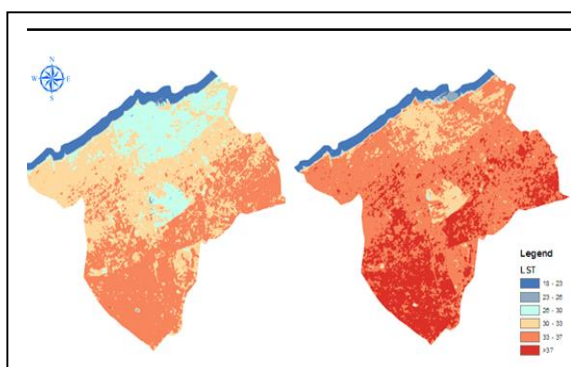 N
W E
S
Legend
LST
18 - 23
23 - 26
26 - 30
30 - 33
33 - 37
>37